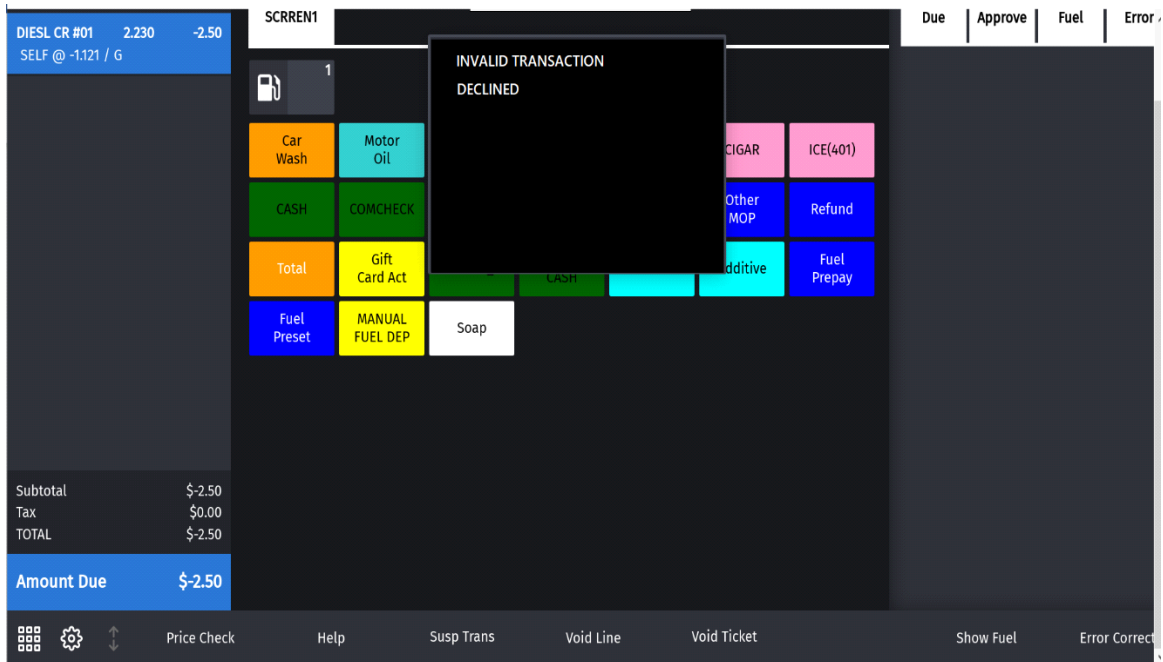 DIESL CR #01 2.230 -2.50
SELF @ -1.121 / G
SCRREN1
Due Approve Fuel Error
INVALID TRANSACTION
DECLINED
1
Car
Wash
Motor
Oil
CIGAR
ICE(401)
CASH
COMCHECK
Other
MOP
Refund
Total
Gift
Card Act
CASH
Additive
Fuel
Prepay
Fuel
Preset
MANUAL
FUEL DEP
Soap
Subtotal $-2.50
Tax $0.00
TOTAL $-2.50
Amount Due $-2.50
Price Check Help Susp Trans Void Line Void Ticket Show Fuel Error Correct